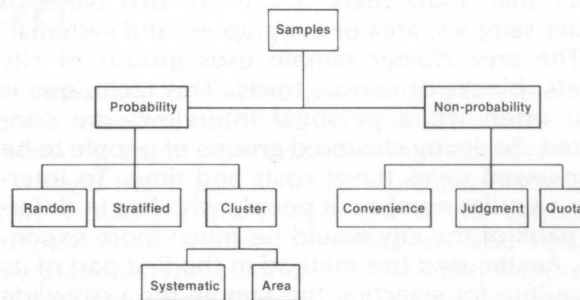 Samples
Probability Non-probability
Random Stratified Cluster Convenience Judgment Quota
Systematic Area